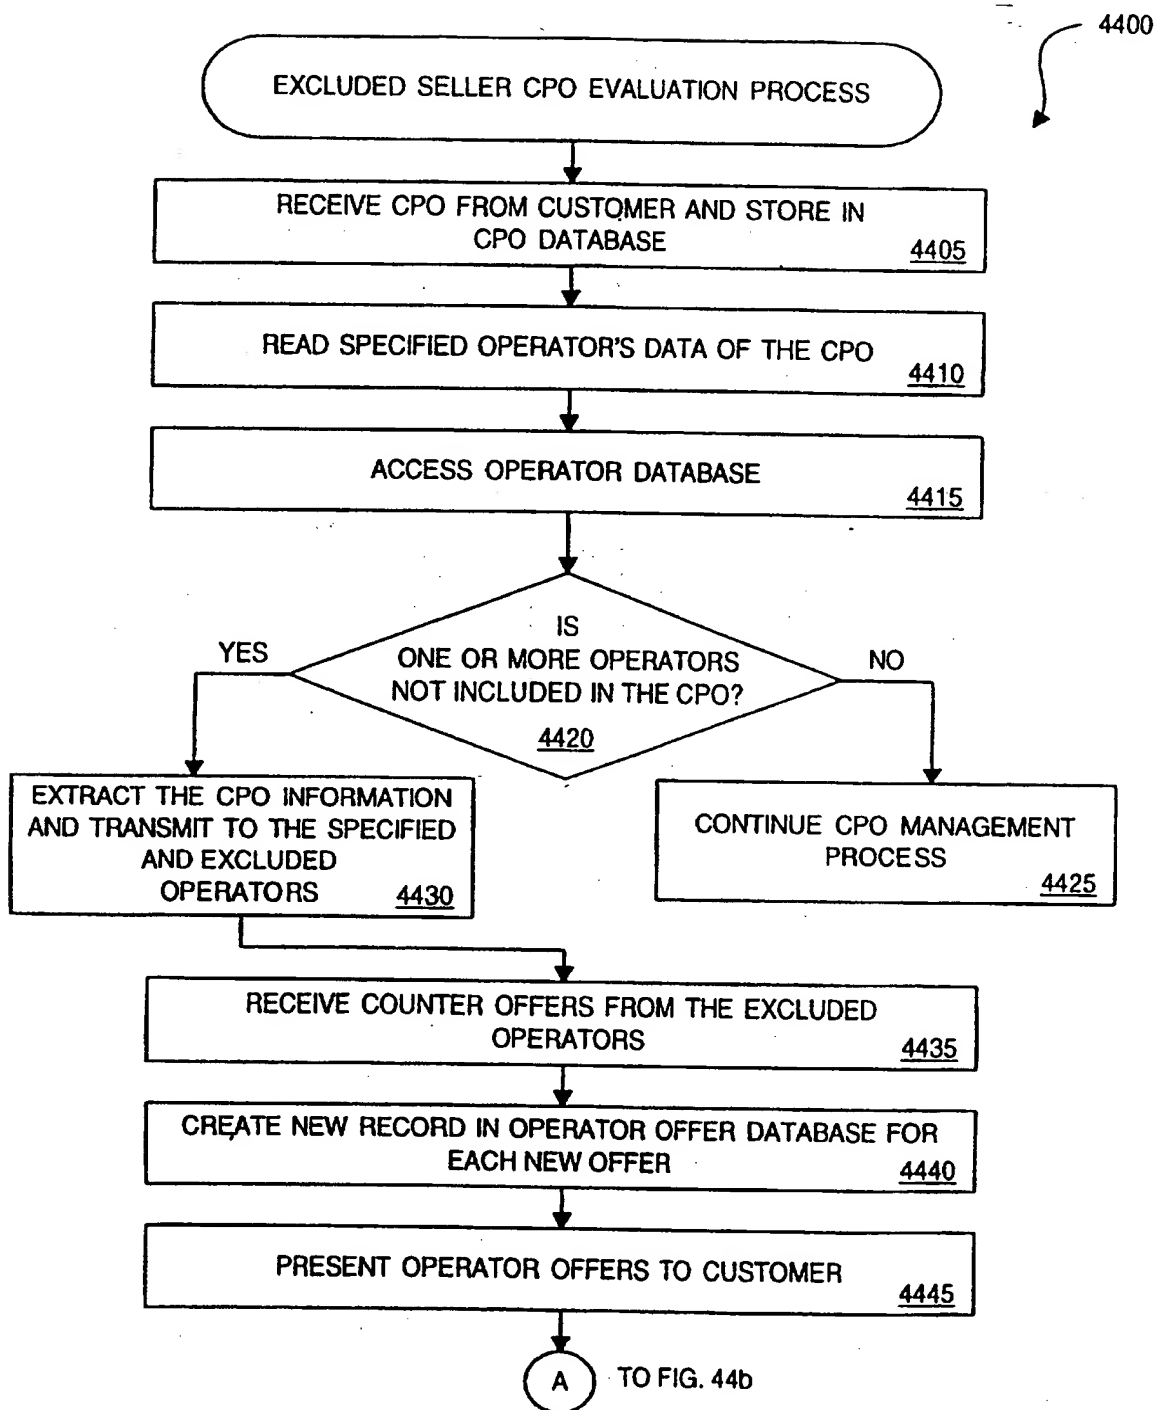 4400
EXCLUDED SELLER CPO EVALUATION PROCESS
RECEIVE CPO FROM CUSTOMER AND STORE IN
CPO DATABASE
4405
READ SPECIFIED OPERATOR'S DATA OF THE CPO
4410
ACCESS OPERATOR DATABASE
4415
IS
ONE OR MORE OPERATORS
NOT INCLUDED IN THE CPO?
4420
YES
NO
EXTRACT THE CPO INFORMATION
AND TRANSMIT TO THE SPECIFIED
AND EXCLUDED
OPERATORS
4430
CONTINUE CPO MANAGEMENT
PROCESS
4425
RECEIVE COUNTER OFFERS FROM THE EXCLUDED
OPERATORS
4435
CREATE NEW RECORD IN OPERATOR OFFER DATABASE FOR
EACH NEW OFFER
4440
PRESENT OPERATOR OFFERS TO CUSTOMER
4445
A
TO FIG. 44b